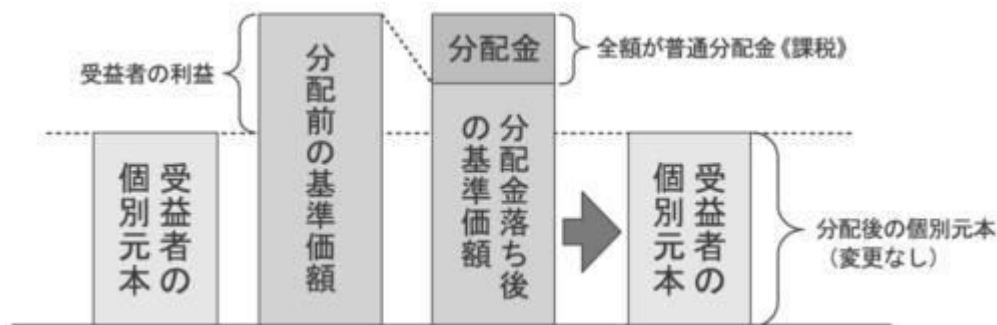 受益者の利益
受益者の
個別元本
分配前の基準価額
分配金
全額が普通分配金《課税》
分配金落ち後
の基準価額
受益者の
個別元本
分配後の個別元本
（変更なし）